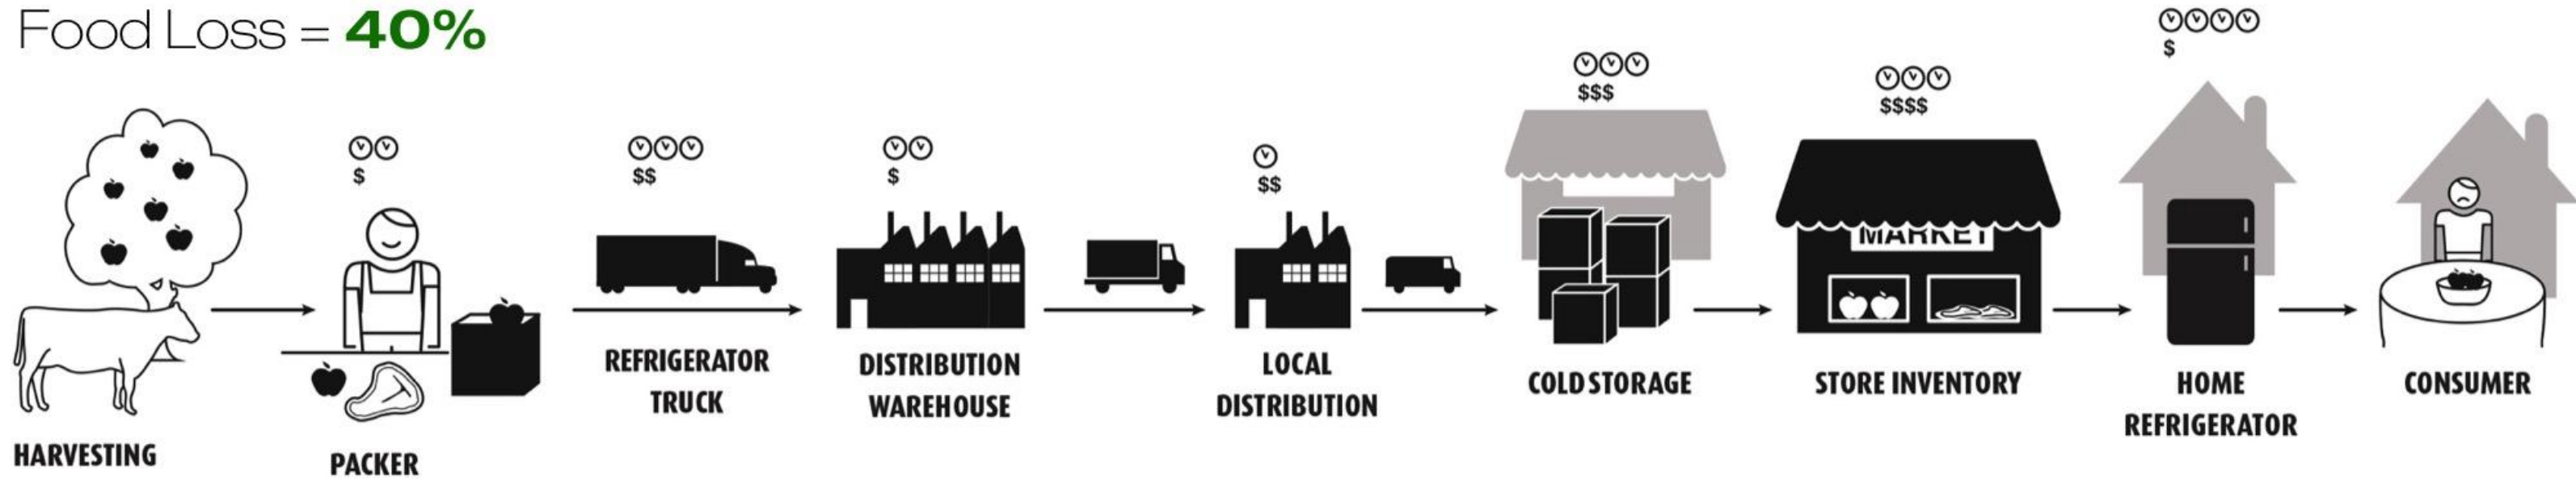 Food Loss = 40%
$
$$
$
$$
$$$
$$$$
$
MARKET
HARVESTING
PACKER
REFRIGERATOR
TRUCK
DISTRIBUTION
WAREHOUSE
LOCAL
DISTRIBUTION
COLD STORAGE
STORE INVENTORY
HOME
REFRIGERATOR
CONSUMER